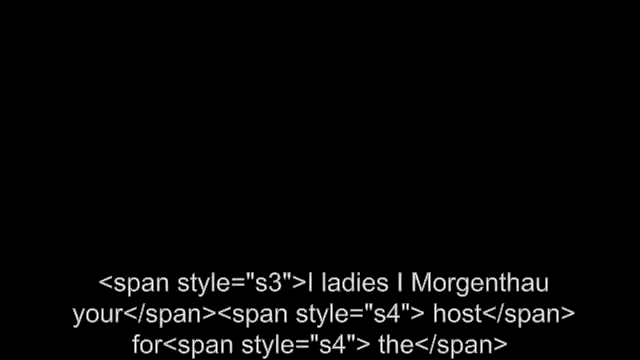 <span style="s3">I ladies I Morgenthau
your</span><span style="s4"> host</span>
for<span style="s4"> the</span>